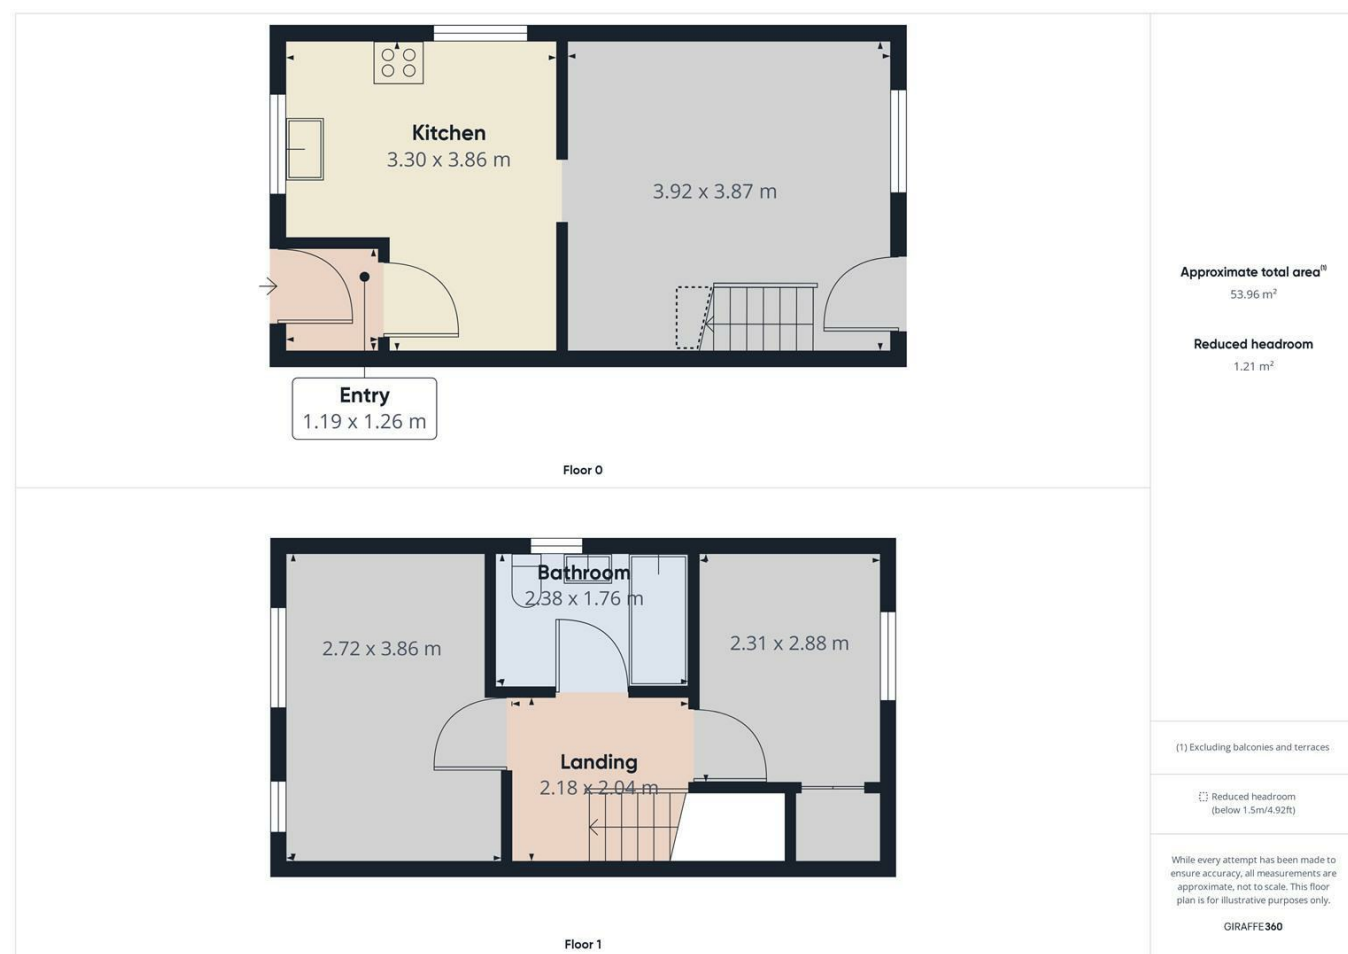 Kitchen
3.30 x 3.86 m
3.92 x 3.87 m
Entry
1.19 x 1.26 m
Floor 0
Approximate total area(1)
53.96 m²
Reduced headroom
1.21 m²
Bathroom
2.38 x 1.76 m
2.72 x 3.86 m
2.31 x 2.88 m
Landing
2.18 x 2.04 m
Floor 1
(1) Excluding balconies and terraces
Reduced headroom
(below 1.5m/4.92ft)
While every attempt has been made to
ensure accuracy, all measurements are
approximate, not to scale. This floor
plan is for illustrative purposes only.
GIRAFFE360